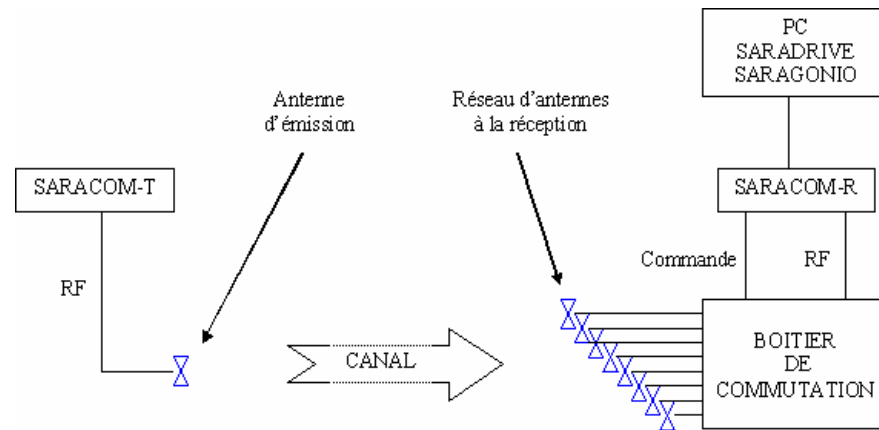 PC
SARADRIVE
SARAGONIO
Antenne
d'émission
Réseau d'antennes
à la réception
SARACOM-T
SARACOM-R
Commande
RF
RF
CANAL
BOITIER
DE
COMMUTATION